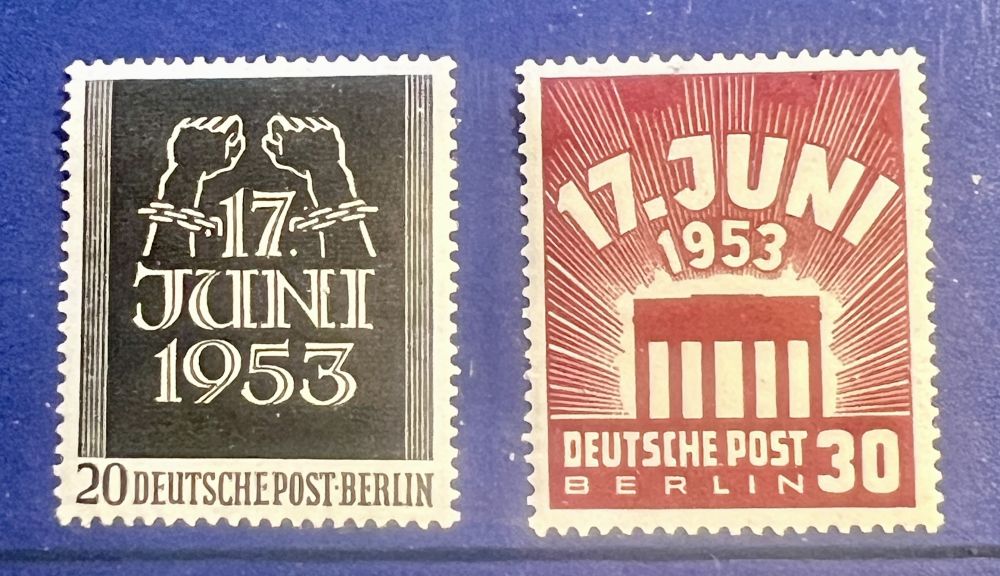 17.
JUNI
1953
20 DEUTSCHE POST·BERLIN
17. JUNI
1953
DEUTSCHE POST
BERLIN 30